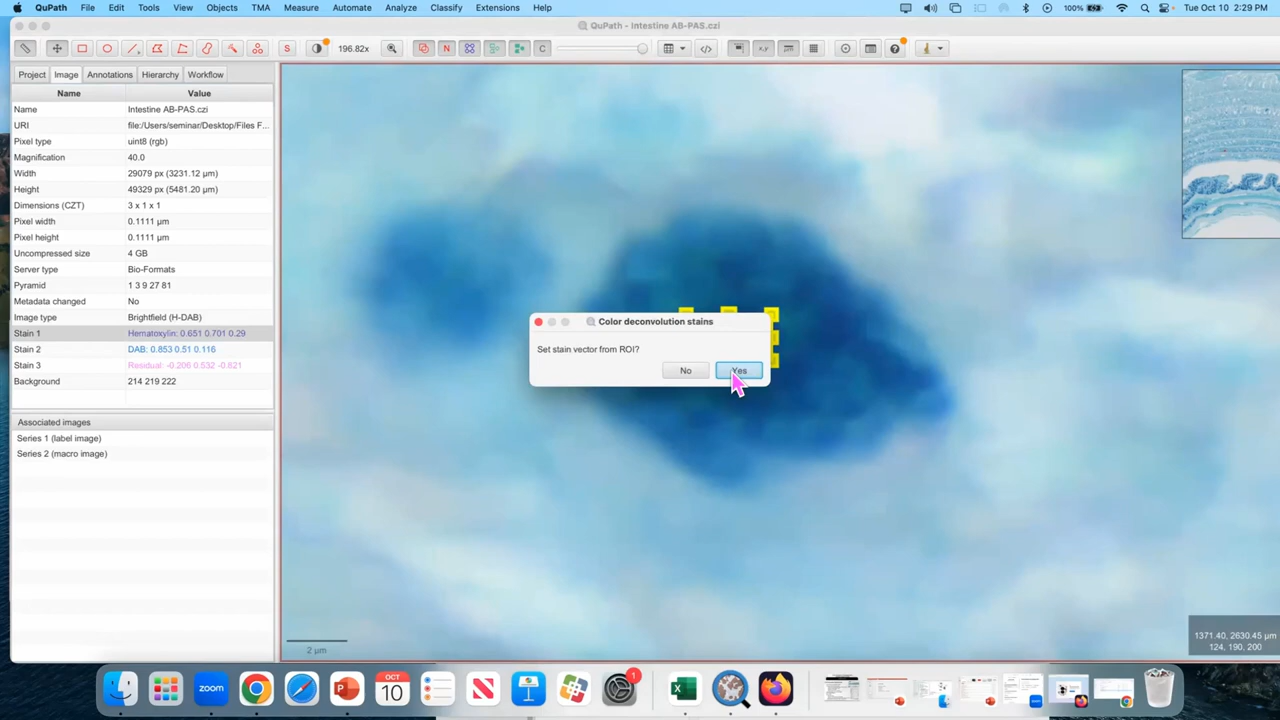 QuPath File Edit Tools View Objects TMA Measure Automate Analyze Classify Extensions Help 100% Tue Oct 10 2:29 PM
QuPath - Intestine AB-PAS.czi
S 196.82x N C x,y
Project Image Annotations Hierarchy Workflow
Name Value
Name Intestine AB-PAS.czi
URI file:/Users/seminar/Desktop/Files F...
Pixel type uint8 (rgb)
Magnification 40.0
Width 29079 px (3231.12 µm)
Height 49329 px (5481.20 µm)
Dimensions (CZT) 3 x 1 x 1
Pixel width 0.1111 µm
Pixel height 0.1111 µm
Uncompressed size 4 GB
Server type Bio-Formats
Pyramid 1 3 9 27 81
Metadata changed No
Image type Brightfield (H-DAB)
Stain 1 Hematoxylin: 0.651 0.701 0.29
Stain 2 DAB: 0.853 0.51 0.116
Stain 3 Residual: -0.206 0.532 -0.821
Background 214 219 222
Associated images
Series 1 (label image)
Series 2 (macro image)
Color deconvolution stains
Set stain vector from ROI?
No Yes
2 µm
1371.40, 2630.45 µm
124, 190, 200
zoom OCT 10 1